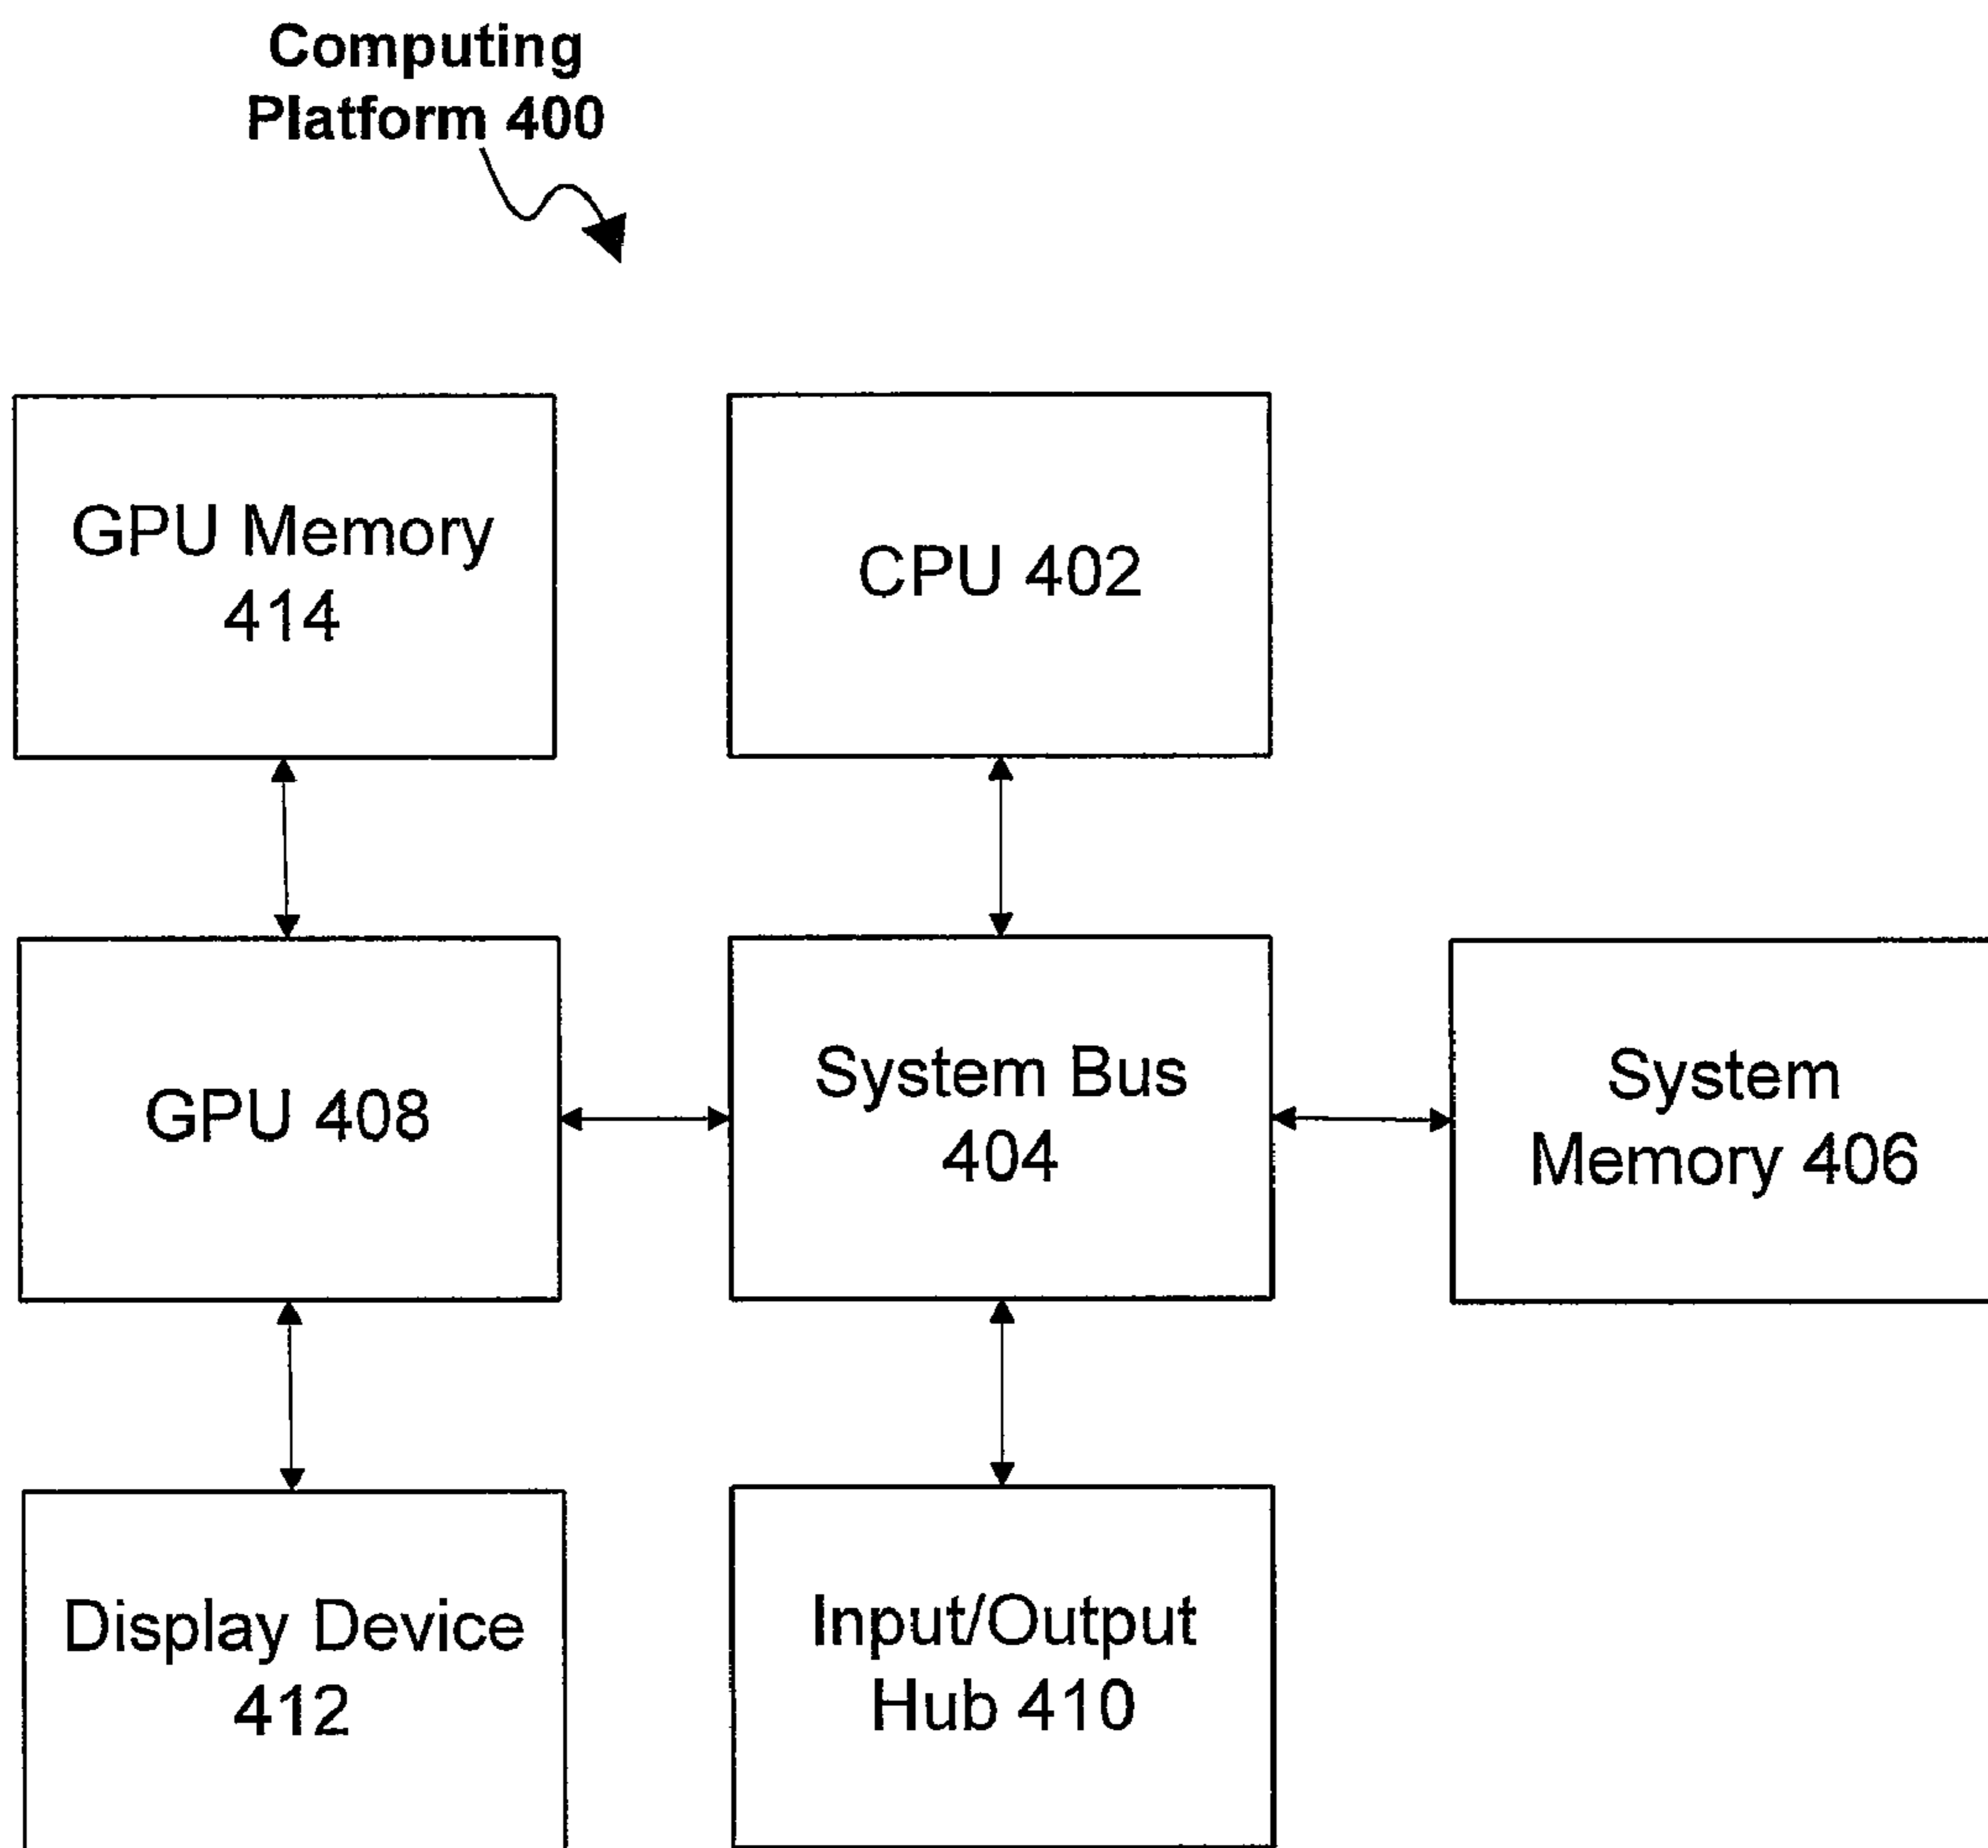 Computing
Platform 400
GPU Memory
414
CPU 402
GPU 408
System Bus
404
System
Memory 406
Display Device
412
Input/Output
Hub 410